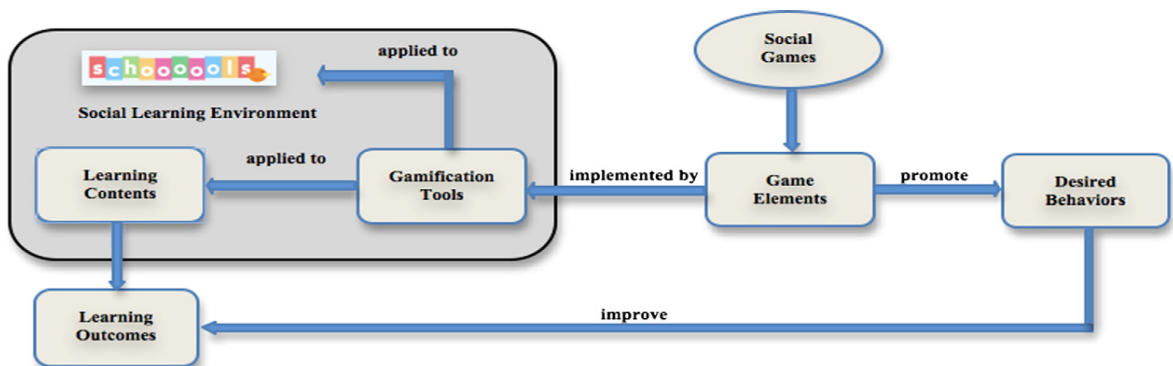 schooools
applied to
Social Learning Environment
Social
Games
Learning
Contents
applied to
Gamification
Tools
implemented by
Game
Elements
promote
Desired
Behaviors
Learning
Outcomes
improve